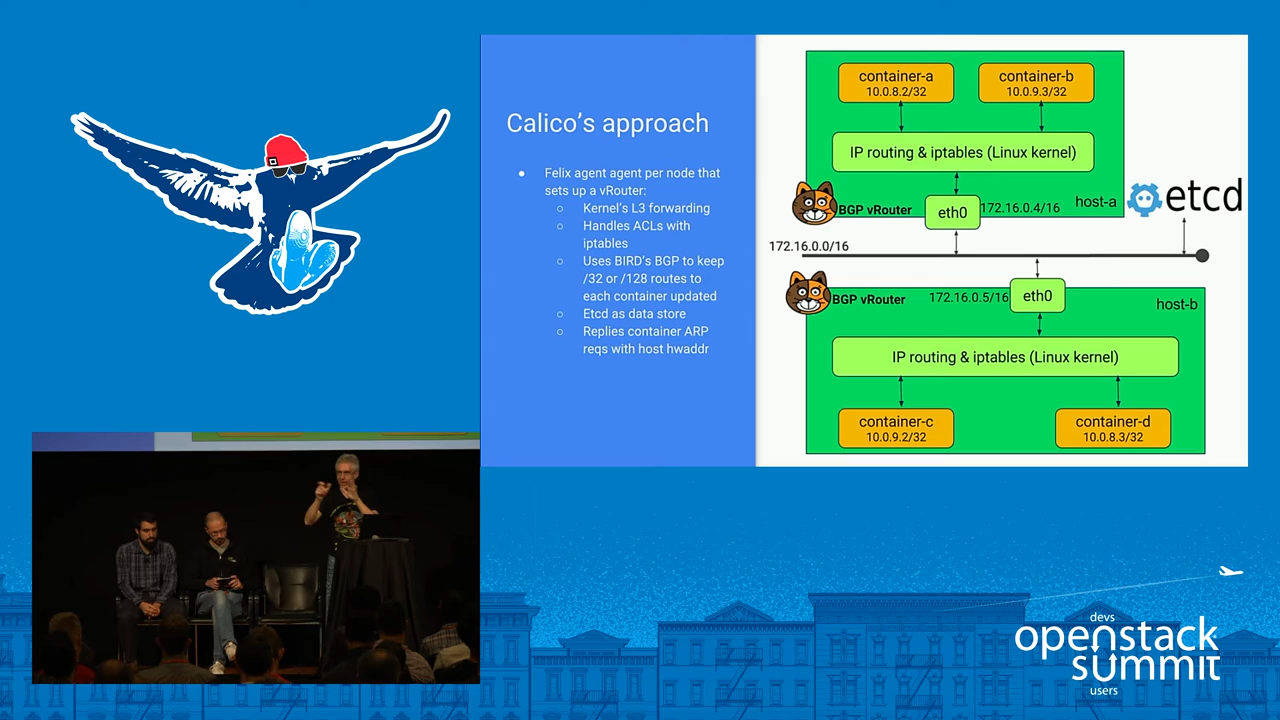 Calico's approach
● Felix agent agent per node that
sets up a vRouter:
○ Kernel's L3 forwarding
○ Handles ACLs with
iptables
○ Uses BIRD's BGP to keep
/32 or /128 routes to
each container updated
○ Etcd as data store
○ Replies container ARP
reqs with host hwaddr
container-a
10.0.8.2/32
container-b
10.0.9.3/32
IP routing & iptables (Linux kernel)
BGP vRouter
eth0
172.16.0.4/16
host-a
etcd
172.16.0.0/16
BGP vRouter
172.16.0.5/16
eth0
host-b
IP routing & iptables (Linux kernel)
container-c
10.0.9.2/32
container-d
10.0.8.3/32
devs
openstack
summit
users